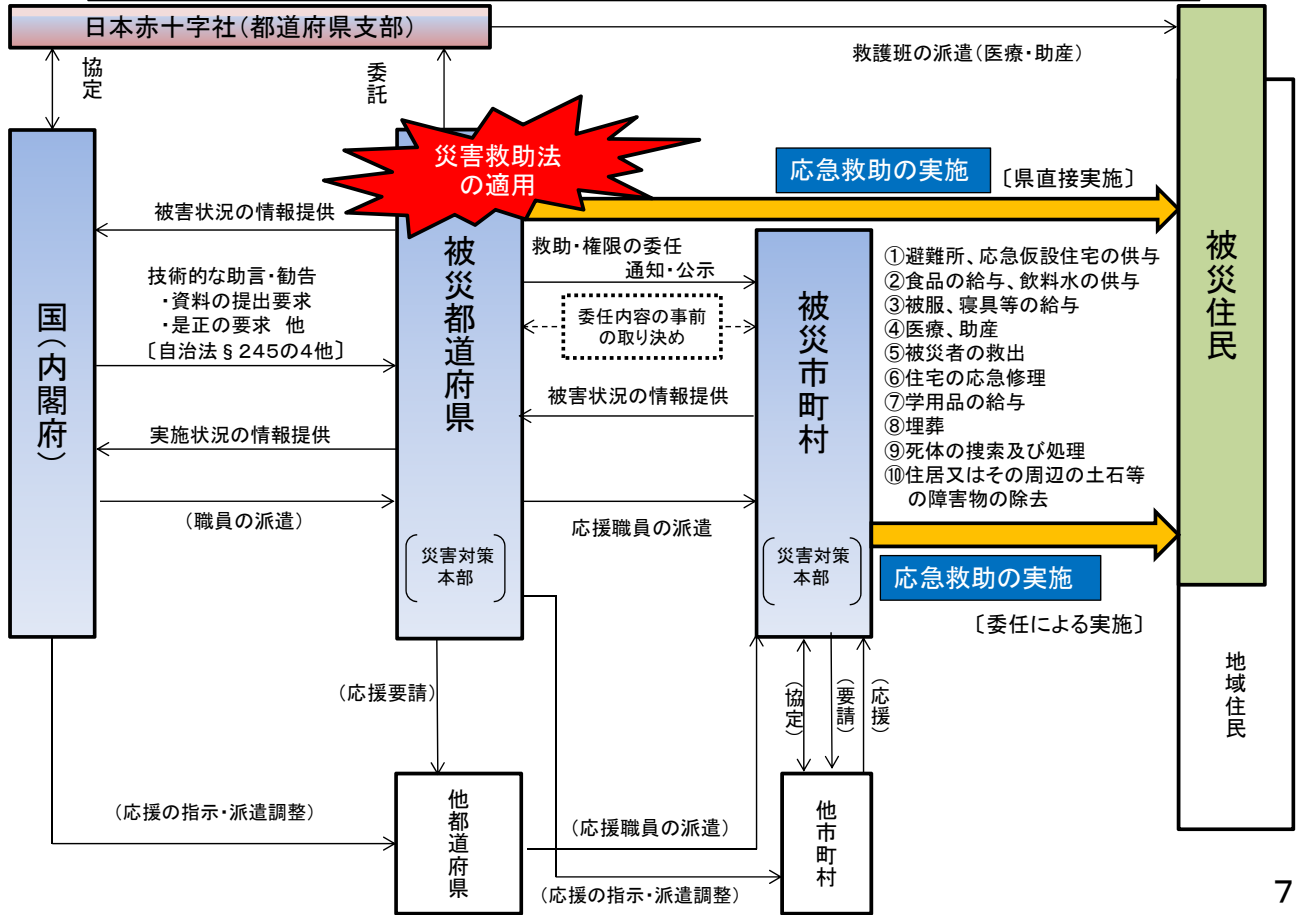 日本赤十字社(都道府県支部)
救護班の派遣(医療・助産)
協定
委託
災害救助法
の適用
応急救助の実施
〔県直接実施〕
被害状況の情報提供
救助・権限の委任
通知・公示
技術的な助言・勧告
・資料の提出要求
・是正の要求 他
〔自治法§245の4他〕
委任内容の事前
の取り決め
国(内閣府)
被災都道府県
被災市町村
被災住民
①避難所、応急仮設住宅の供与
②食品の給与、飲料水の供与
③被服、寝具等の給与
④医療、助産
⑤被災者の救出
⑥住宅の応急修理
⑦学用品の給与
⑧埋葬
⑨死体の捜索及び処理
⑩住居又はその周辺の土石等
の障害物の除去
被害状況の情報提供
実施状況の情報提供
(職員の派遣)
応援職員の派遣
災害対策
本部
災害対策
本部
応急救助の実施
〔委任による実施〕
地域住民
(応援要請)
(協定)
(要請)
(応援)
(応援の指示・派遣調整)
他都道府県
(応援職員の派遣)
他市町村
(応援の指示・派遣調整)
7